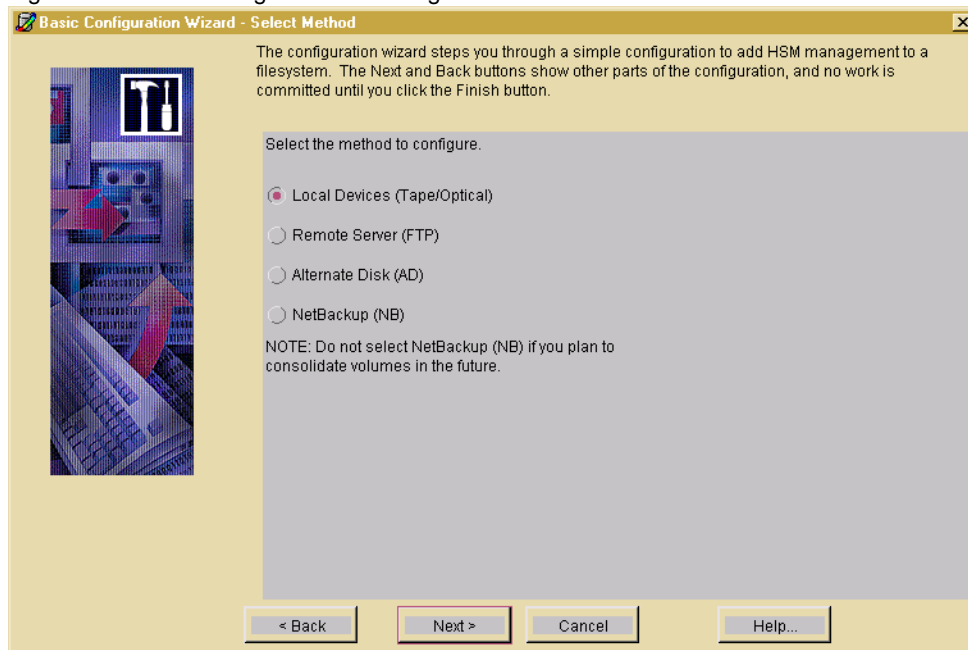 Basic Configuration Wizard - Select Method
The configuration wizard steps you through a simple configuration to add HSM management to a
filesystem. The Next and Back buttons show other parts of the configuration, and no work is
committed until you click the Finish button.
Select the method to configure.
Local Devices (Tape/Optical)
Remote Server (FTP)
Alternate Disk (AD)
NetBackup (NB)
NOTE: Do not select NetBackup (NB) if you plan to
consolidate volumes in the future.
< Back
Next >
Cancel
Help...